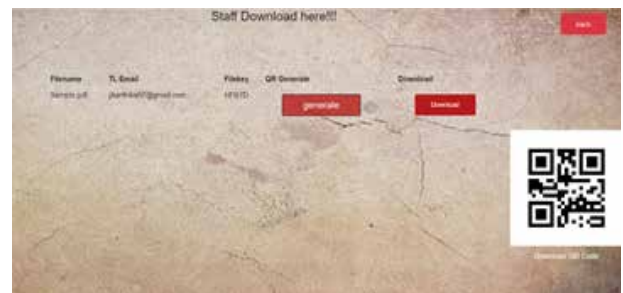 Staff Download here!!!
back
Filename TL Email Filekey QR Generate Download
Sample.pdf generate Download
Download QR Code